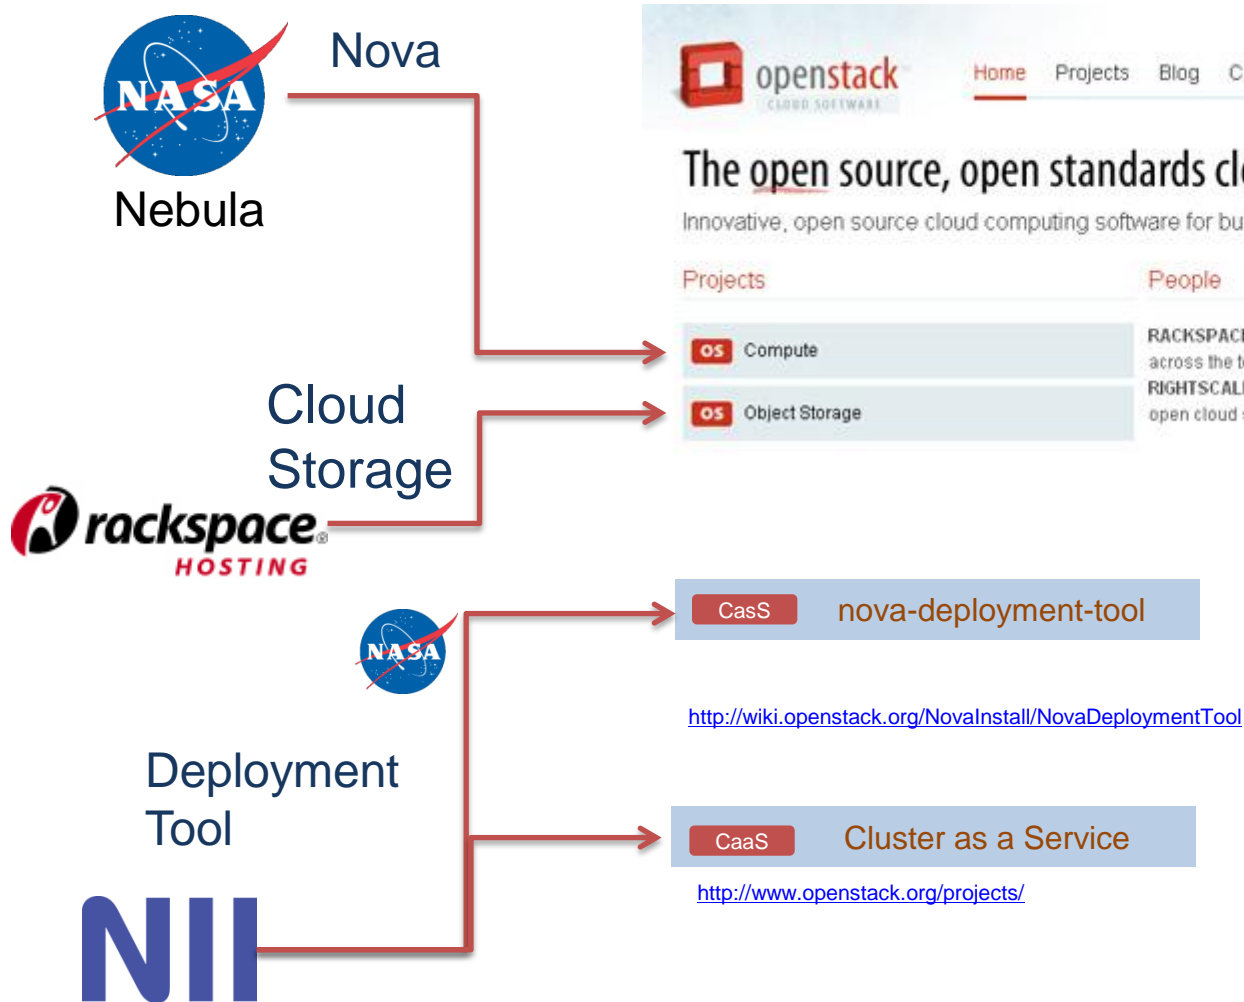 NASA
Nova
Nebula
openstack
CLOUD SOFTWARE
Home Projects Blog C
The open source, open standards cl
Innovative, open source cloud computing software for bu
Projects
People
OS Compute
RACKSPAC
across the t
OS Object Storage
RIGHTSCAL
open cloud
Cloud
Storage
rackspace®
HOSTING
NASA
CasS nova-deployment-tool
http://wiki.openstack.org/NovaInstall/NovaDeploymentTool
Deployment
Tool
CaaS Cluster as a Service
http://www.openstack.org/projects/
NII